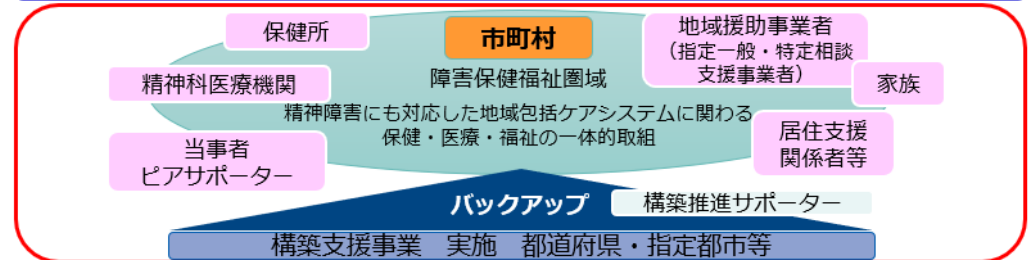 保健所
市町村
地域援助事業者
（指定一般・特定相談
支援事業者）
精神科医療機関
障害保健福祉圏域
家族
精神障害にも対応した地域包括ケアシステムに関わる
保健・医療・福祉の一体的取組
当事者
ピアサポーター
居住支援
関係者等
バックアップ
構築推進サポーター
構築支援事業　実施　都道府県・指定都市等